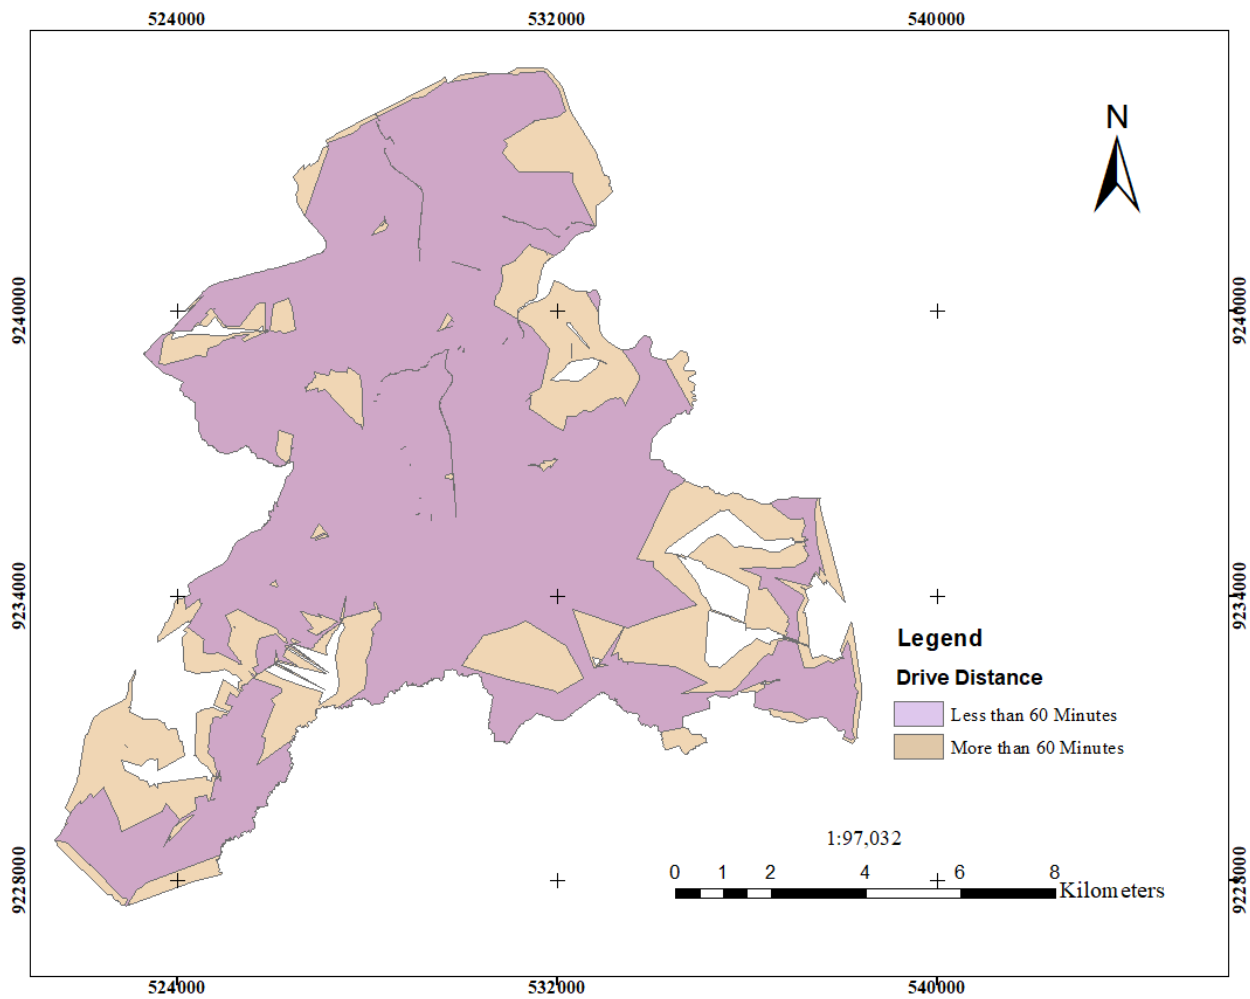 524000 532000 540000
N
9240000 9240000
9234000 9234000
Legend
Drive Distance
Less than 60 Minutes
More than 60 Minutes
1:97,032
0 1 2 4 6 8
Kilometers
9228000 9228000
524000 532000 540000